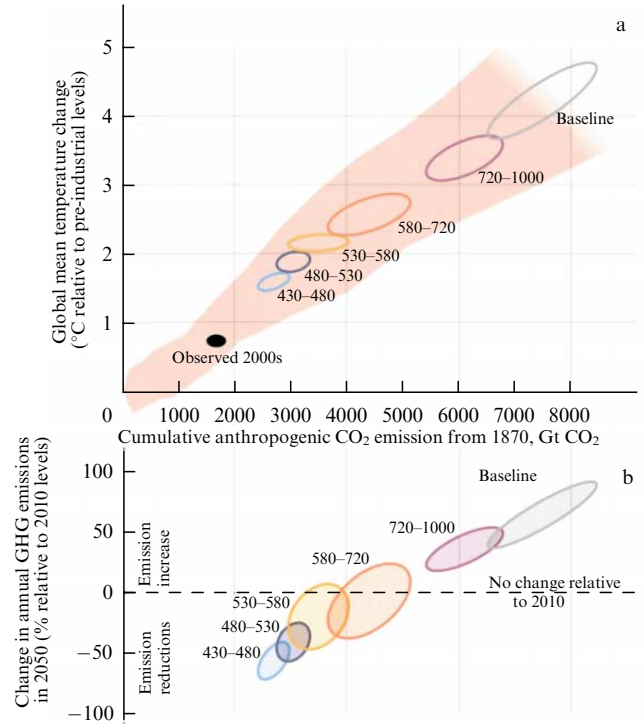 a
5
4
3
2
1
0
Global mean temperature change
(°C relative to pre-industrial levels)
Baseline
720–1000
580–720
530–580
480–530
430–480
Observed 2000s
1000 2000 3000 4000 5000 6000 7000 8000
Cumulative anthropogenic CO₂ emission from 1870, Gt CO₂
b
100
50
0
−50
−100
Change in annual GHG emissions
in 2050 (% relative to 2010 levels)
Emission
increase
Emission
reductions
Baseline
720–1000
580–720
No change relative
to 2010
530–580
480–530
430–480